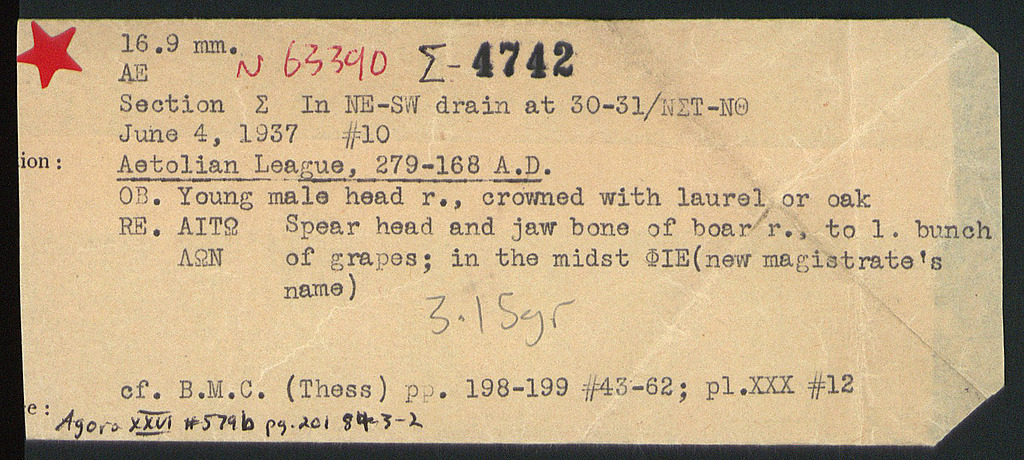 16.9 mm.
AE N 63390 Σ- 4742
Section Σ In NE-SW drain at 30-31/ΝΣΤ-ΝΘ
June 4, 1937 #10
ion: Aetolian League, 279-168 A.D.
OB. Young male head r., crowned with laurel or oak
RE. ΑΙΤΩ Spear head and jaw bone of boar r., to l. bunch
ΛΩΝ of grapes; in the midst ΦΙΕ(new magistrate's
name)
3.15gr
cf. B.M.C. (Thess) pp. 198-199 #43-62; pl.XXX #12
e: Agora XXVI #579b pg.201 84-3-2